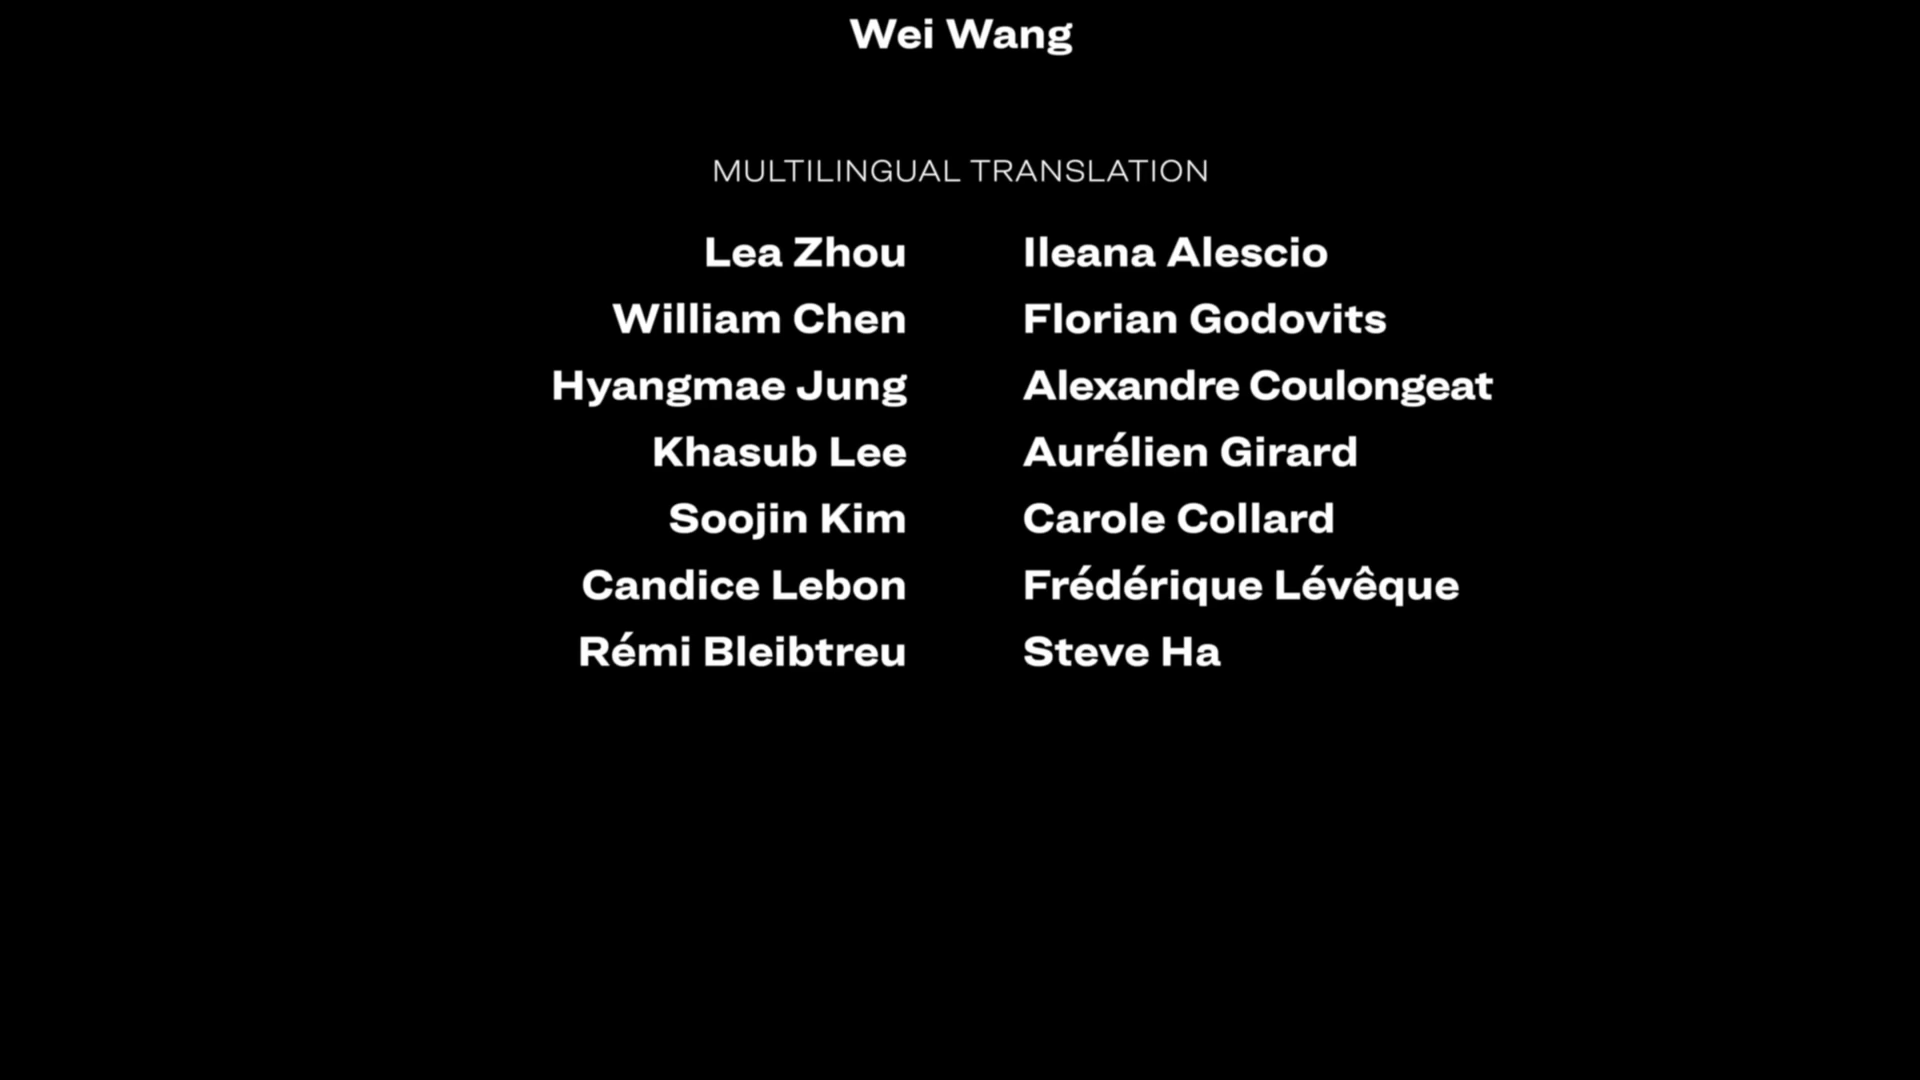 Wei Wang
MULTILINGUAL TRANSLATION
Lea Zhou Ileana Alescio
William Chen Florian Godovits
Hyangmae Jung Alexandre Coulongeat
Khasub Lee Aurélien Girard
Soojin Kim Carole Collard
Candice Lebon Frédérique Lévêque
Rémi Bleibtreu Steve Ha